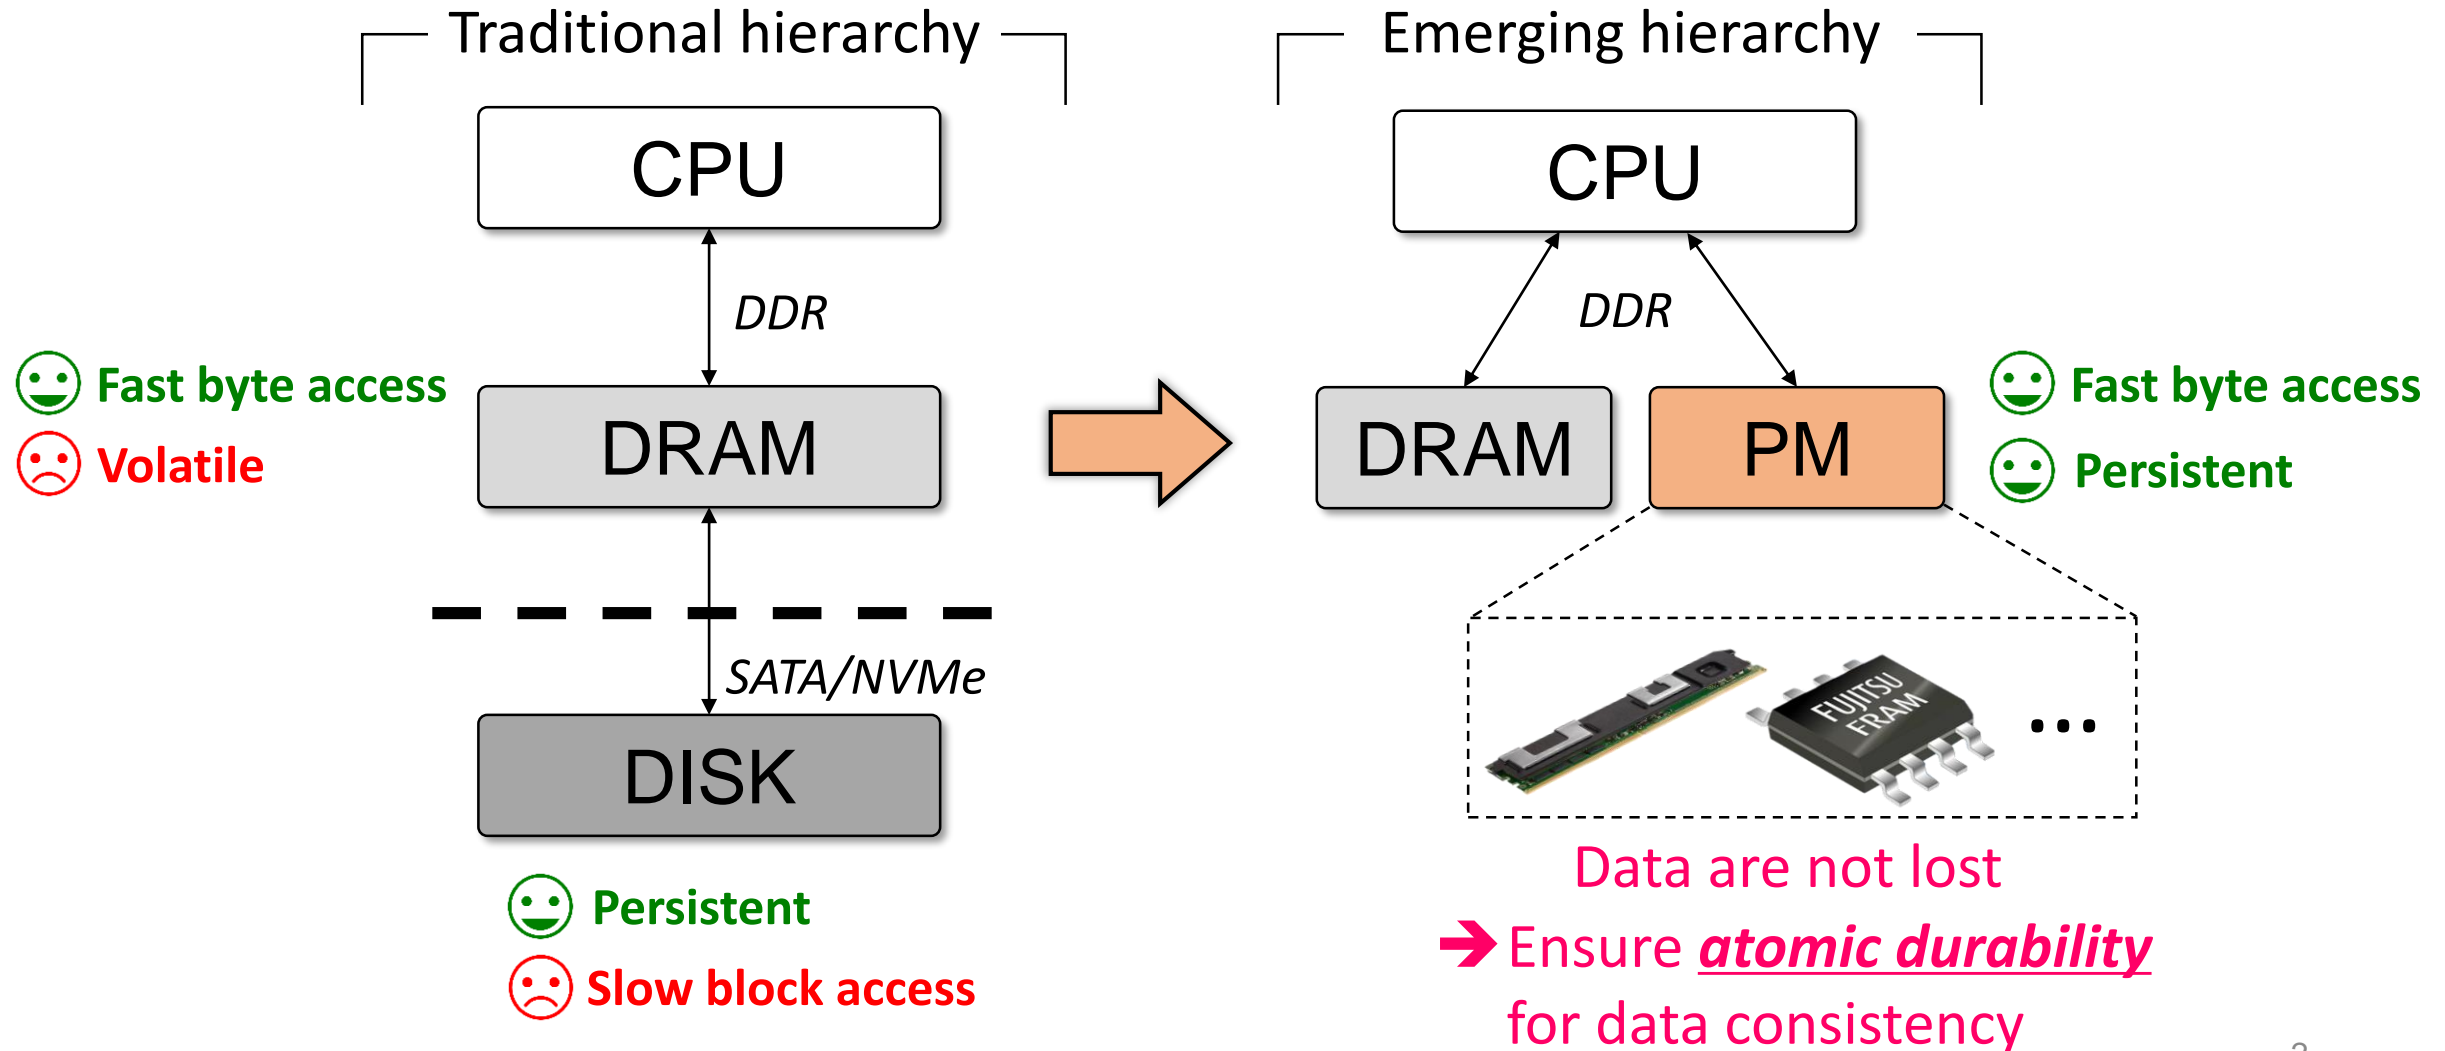 Traditional hierarchy
CPU
DDR
Fast byte access
Volatile
DRAM
SATA/NVMe
DISK
Persistent
Slow block access
Emerging hierarchy
CPU
DDR
DRAM
PM
Fast byte access
Persistent
FUJITSU
FRAM
...
Data are not lost
➔ Ensure atomic durability
for data consistency